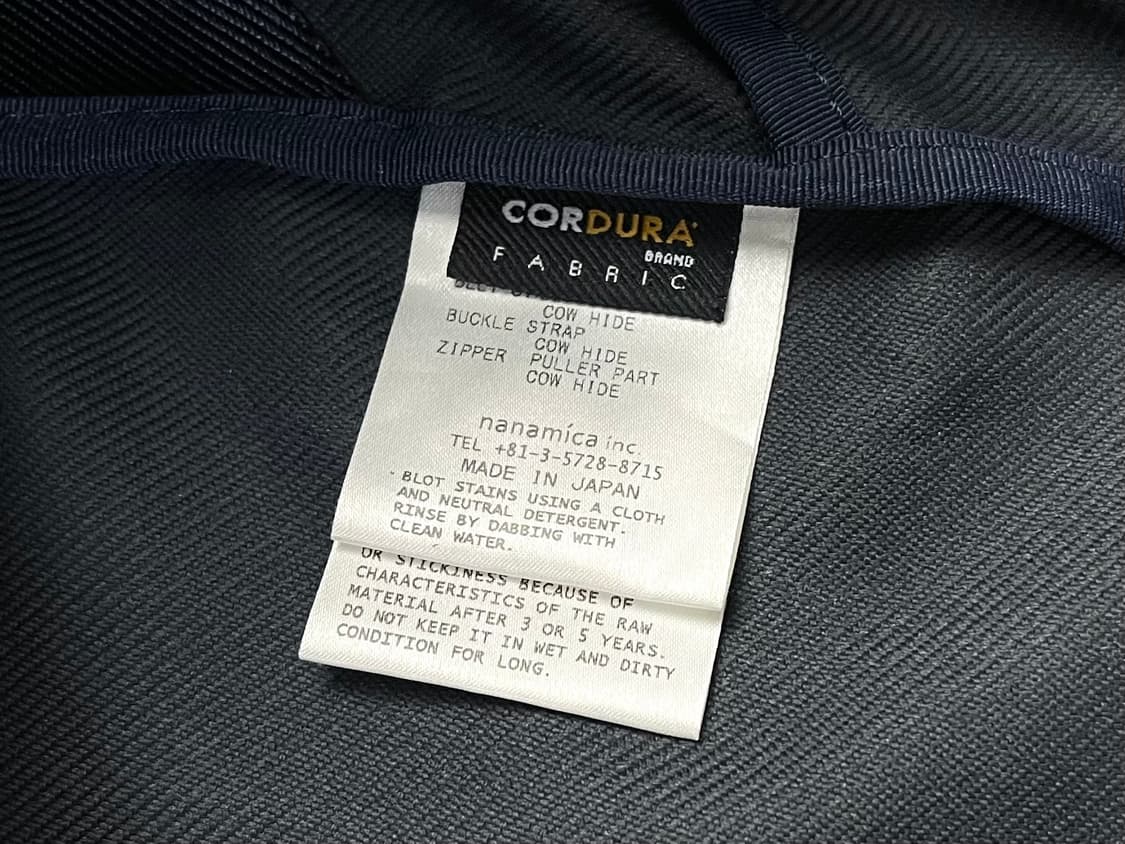 CORDURA
BRAND
FABRIC
COW HIDE
BUCKLE STRAP
COW HIDE
ZIPPER PULLER PART
COW HIDE
nanamica inc.
TEL +81-3-5728-8715
MADE IN JAPAN
· BLOT STAINS USING A CLOTH
AND NEUTRAL DETERGENT.
RINSE BY DABBING WITH
CLEAN WATER.
OR STICKINESS BECAUSE OF
CHARACTERISTICS OF THE RAW
MATERIAL AFTER 3 OR 5 YEARS.
DO NOT KEEP IT IN WET AND DIRTY
CONDITION FOR LONG.